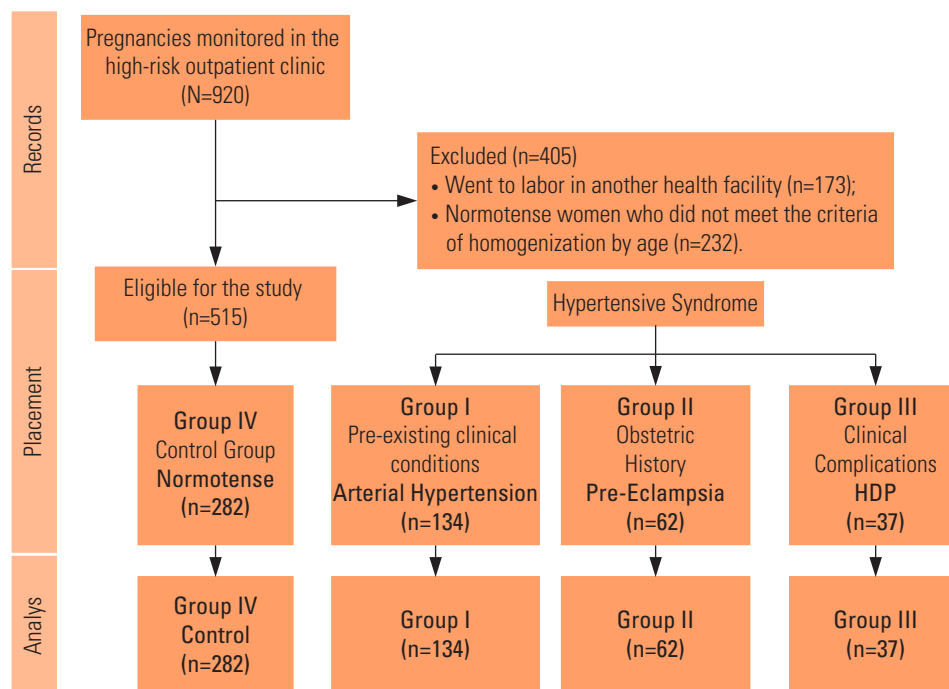 Records
Pregnancies monitored in the
high-risk outpatient clinic
(N=920)
Excluded (n=405)
• Went to labor in another health facility (n=173);
• Normotense women who did not meet the criteria
of homogenization by age (n=232).
Placement
Eligible for the study
(n=515)
Hypertensive Syndrome
Group IV
Control Group
Normotense
(n=282)
Group I
Pre-existing clinical
conditions
Arterial Hypertension
(n=134)
Group II
Obstetric
History
Pre-Eclampsia
(n=62)
Group III
Clinical
Complications
HDP
(n=37)
Analys
Group IV
Control
(n=282)
Group I
(n=134)
Group II
(n=62)
Group III
(n=37)